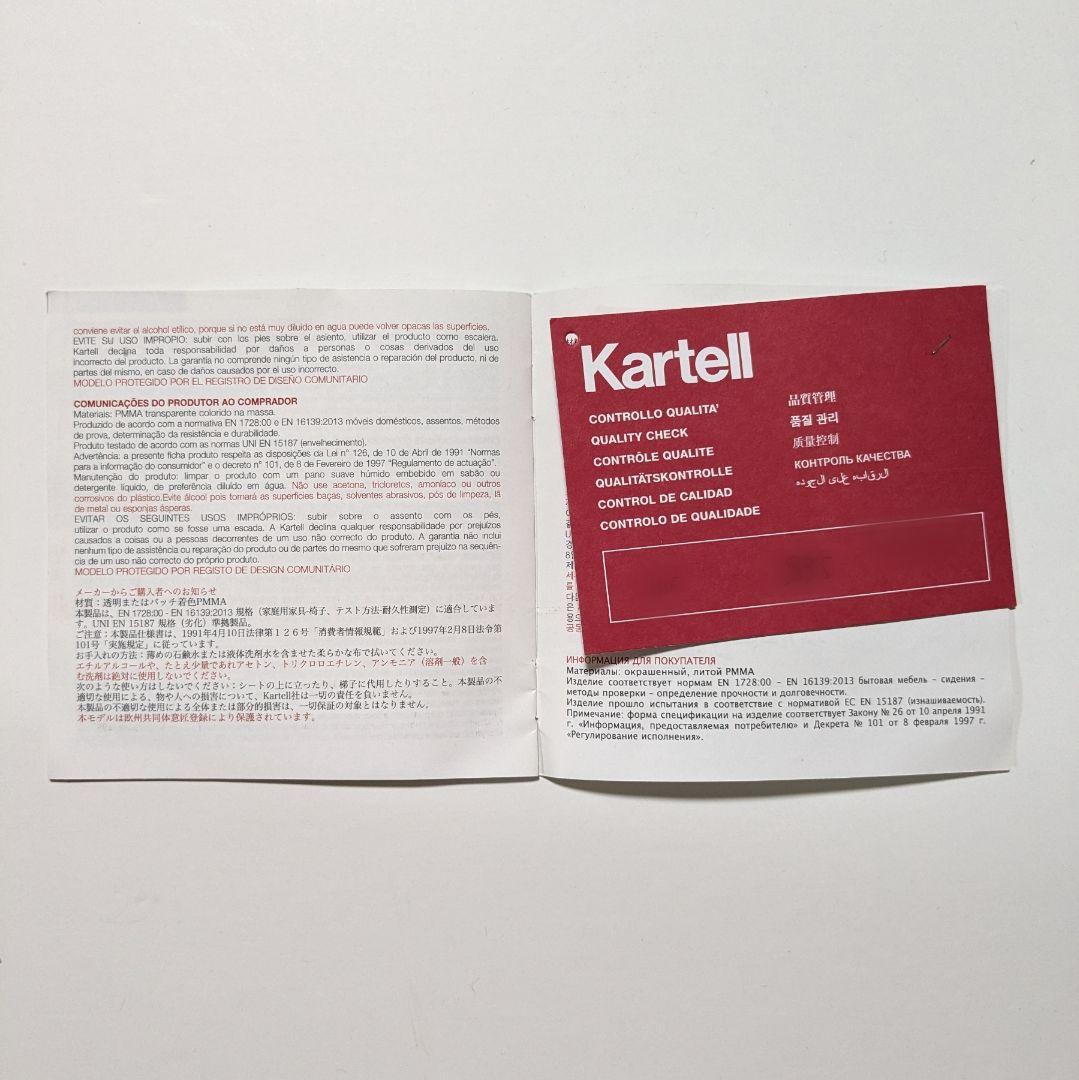 conviene evitar el alcohol etílico, porque si no está muy diluido en agua puede volver opacas las superficies.
EVITE SU USO IMPROPIO: subir con los pies sobre el asiento, utilizar el producto como escalera.
Kartell declina toda responsabilidad por daños a personas o cosas derivados del uso
incorrecto del producto. La garantía no comprende ningún tipo de asistencia o reparación del producto, ni de
partes del mismo, en caso de daños causados por el uso incorrecto.
MODELO PROTEGIDO POR EL REGISTRO DE DISEÑO COMUNITARIO
COMUNICAÇÕES DO PRODUTOR AO COMPRADOR
Materiais: PMMA transparente colorido na massa.
Produzido de acordo com a normativa EN 1728:00 e EN 16139:2013 móveis domésticos, assentos, métodos
de prova, determinação da resistência e durabilidade.
Produto testado de acordo com as normas UNI EN 15187 (envelhecimento).
Advertência: a presente ficha produto respeita as disposições da Lei n° 126, de 10 de Abril de 1991 “Normas
para a informação do consumidor” e o decreto n° 101, de 8 de Fevereiro de 1997 “Regulamento de actuação”.
Manutenção do produto: limpar o produto com um pano suave húmido embebido em sabão ou
detergente líquido, de preferência diluído em água. Não use acetona, tricloretos, amoníaco ou outros
corrosivos do plástico.Evite álcool pois tornará as superfícies baças, solventes abrasivos, pós de limpeza, lã
de metal ou esponjas ásperas.
EVITAR OS SEGUINTES USOS IMPRÓPRIOS: subir sobre o assento com os pés,
utilizar o produto como se fosse uma escada. A Kartell declina qualquer responsabilidade por prejuízos
causados a coisas ou a pessoas decorrentes de um uso não correcto do produto. A garantia não inclui
nenhum tipo de assistência ou reparação do produto ou de partes do mesmo que sofreram prejuízo na sequên-
cia de um uso não correcto do próprio produto.
MODELO PROTEGIDO POR REGISTO DE DESIGN COMUNITÁRIO
メーカーからご購入者へのお知らせ
材質：透明またはバッチ着色PMMA
本製品は、EN 1728:00 - EN 16139:2013 規格（家庭用家具-椅子、テスト方法-耐久性測定）に適合していま
す。UNI EN 15187 規格（劣化）準拠製品。
ご注意：本製品仕様書は、1991年4月10日法律第１２６号「消費者情報規範」および1997年2月8日法令第
101号「実施規定」に従っています。
お手入れの方法：薄めの石鹸水または液体洗剤水を含ませた柔らかな布で拭いてください。
エチルアルコールや、たとえ少量であれアセトン、トリクロロエチレン、アンモニア（溶剤一般）を含
む洗剤は絶対に使用しないでください。
次のような使い方はしないでください：シートの上に立ったり、梯子に代用したりすること。本製品の不
適切な使用による、物や人への損害について、Kartell社は一切の責任を負いません。
本製品の不適切な使用による全体または部分的損害は、一切保証の対象とはなりません。
本モデルは欧州共同体意匠登録により保護されています。
Kartell
CONTROLLO QUALITA’
QUALITY CHECK
CONTRÔLE QUALITE
QUALITÄTSKONTROLLE
CONTROL DE CALIDAD
CONTROLO DE QUALIDADE
品質管理
품질 관리
质量控制
КОНТРОЛЬ КАЧЕСТВА
الرقابه على الجوده
ИНФОРМАЦИЯ ДЛЯ ПОКУПАТЕЛЯ
Материалы: окрашенный, литой PMMA
Изделие соответствует нормам EN 1728:00 – EN 16139:2013 бытовая мебель – сидения –
методы проверки – определение прочности и долговечности.
Изделие прошло испытания в соответствие с нормативой ЕС EN 15187 (изнашиваемость).
Примечание: форма спецификации на изделие соответствует Закону № 26 от 10 апреля 1991
г. «Информация, предоставляемая потребителю» и Декрета № 101 от 8 февраля 1997 г.
«Регулирование исполнения».